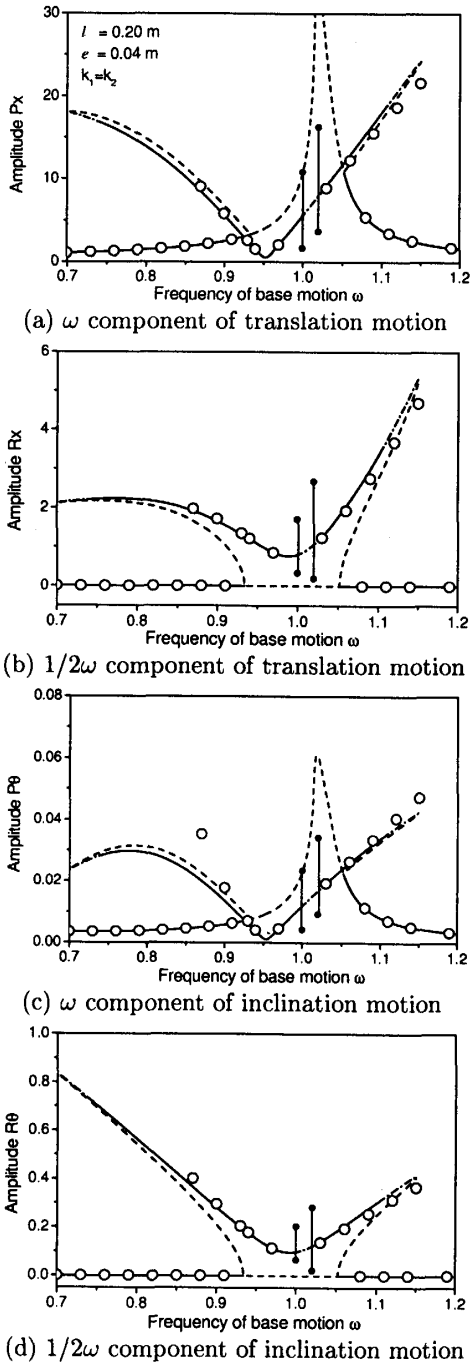 30
l = 0.20 m
e = 0.04 m
k₁=k₂
20
10
0
Amplitude Px
0.7 0.8 0.9 1.0 1.1 1.2
Frequency of base motion ω
(a) ω component of translation motion
6
4
2
0
Amplitude Rx
0.7 0.8 0.9 1.0 1.1 1.2
Frequency of base motion ω
(b) 1/2ω component of translation motion
0.08
0.06
0.04
0.02
0.00
Amplitude Pθ
0.7 0.8 0.9 1.0 1.1 1.2
Frequency of base motion ω
(c) ω component of inclination motion
1.0
0.8
0.6
0.4
0.2
0.0
Amplitude Rθ
0.7 0.8 0.9 1.0 1.1 1.2
Frequency of base motion ω
(d) 1/2ω component of inclination motion